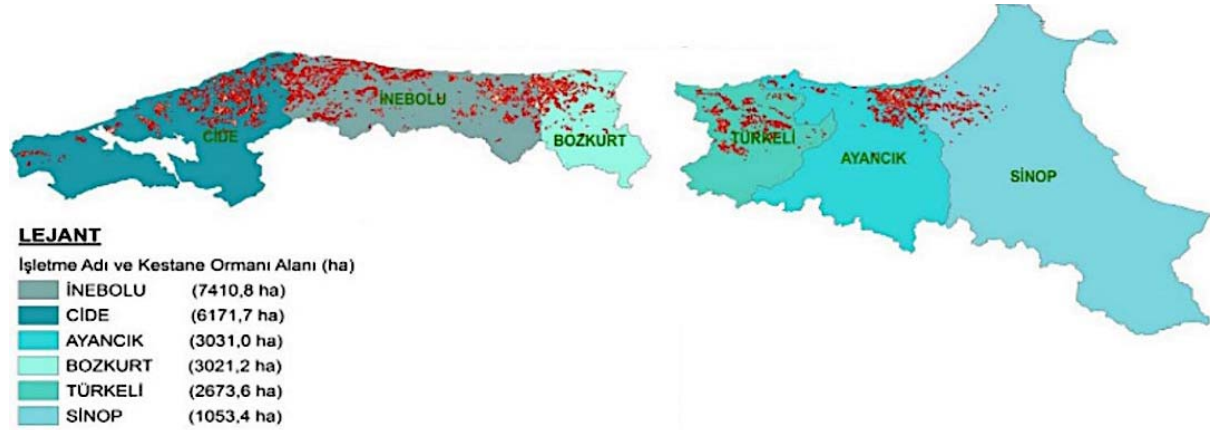 CİDE
İNEBOLU
BOZKURT
TÜRKELİ
AYANCIK
SİNOP
LEJANT
İşletme Adı ve Kestane Ormanı Alanı (ha)
İNEBOLU (7410,8 ha)
CİDE (6171,7 ha)
AYANCIK (3031,0 ha)
BOZKURT (3021,2 ha)
TÜRKELİ (2673,6 ha)
SİNOP (1053,4 ha)